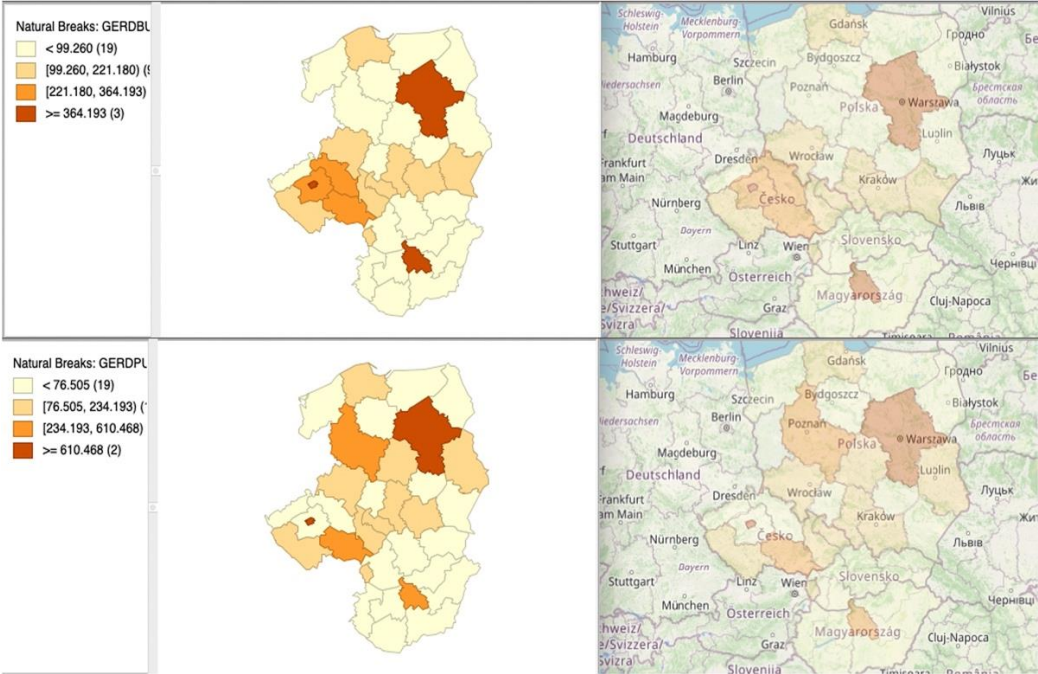 Natural Breaks: GERDBU
< 99.260 (19)
[99.260, 221.180) (9
[221.180, 364.193)
>= 364.193 (3)
Schleswig-
Holstein
Mecklenburg-
Vorpommern
Gdańsk
Vilnius
Гродно
Hamburg
Szczecin
Bydgoszcz
Białystok
Berlin
Poznań
Брестская
область
Polska
Warszawa
Magdeburg
Deutschland
Lublin
Frankfurt
am Main
Dresden
Wrocław
Луцьк
Kraków
Nürnberg
Česko
Львів
Bayern
Slovensko
Stuttgart
Linz
Wien
München
Österreich
Чернівці
Magyarország
Cluj-Napoca
Graz
Slovenija
Natural Breaks: GERDPU
< 76.505 (19)
[76.505, 234.193) (
[234.193, 610.468)
>= 610.468 (2)
Schleswig-
Holstein
Mecklenburg-
Vorpommern
Gdańsk
Vilnius
Гродно
Hamburg
Szczecin
Bydgoszcz
Białystok
Berlin
Poznań
Брестская
область
Polska
Warszawa
Magdeburg
Deutschland
Lublin
Frankfurt
am Main
Dresden
Wrocław
Луцьк
Kraków
Nürnberg
Česko
Львів
Bayern
Slovensko
Stuttgart
Linz
Wien
München
Österreich
Magyarország
Cluj-Napoca
Graz
Slovenija